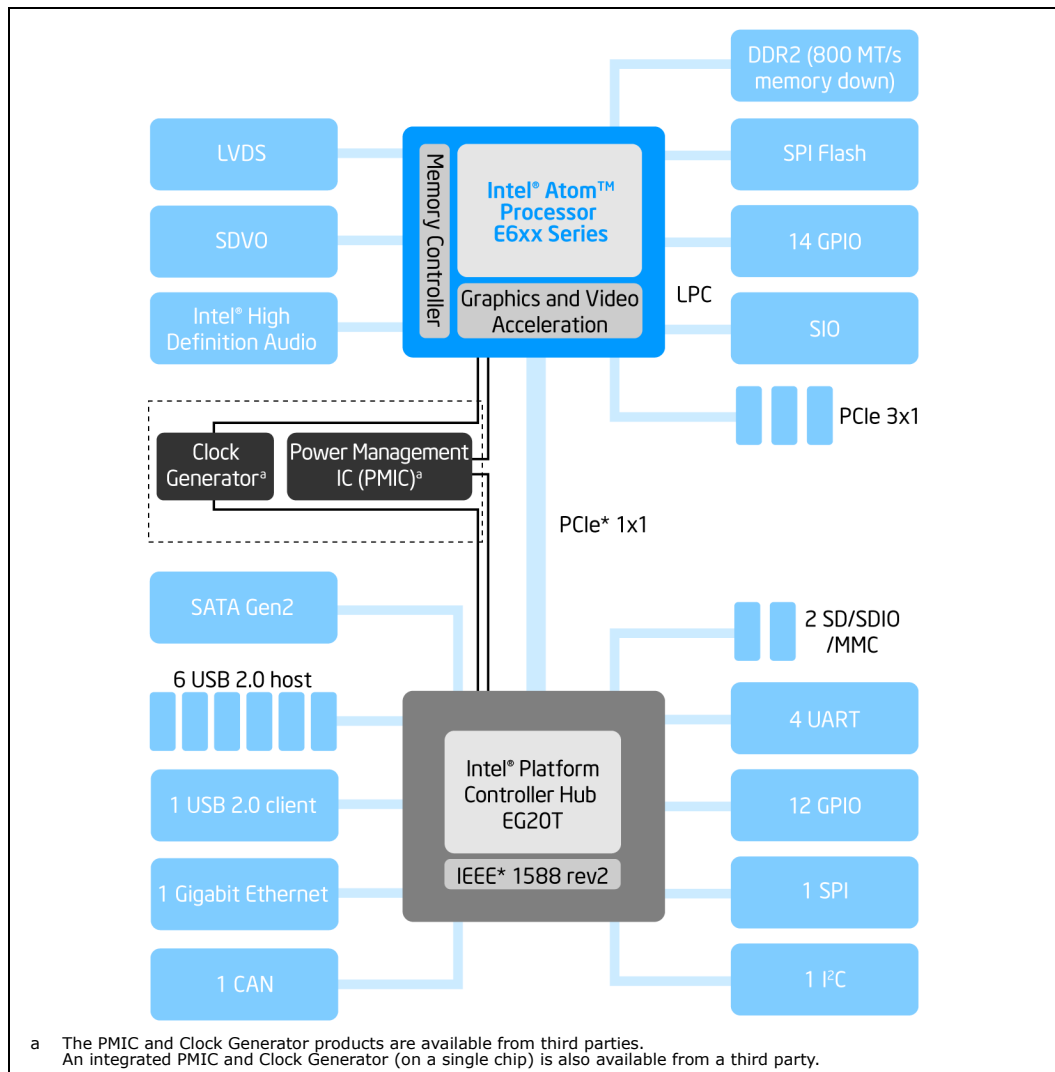 DDR2 (800 MT/s
memory down)
LVDS
SPI Flash
Memory Controller
Intel® Atom™
Processor
E6xx Series
SDVO
14 GPIO
LPC
Graphics and Video
Acceleration
Intel® High
Definition Audio
SIO
PCIe 3x1
Clock
Generatorᵃ
Power Management
IC (PMIC)ᵃ
PCIe* 1x1
SATA Gen2
2 SD/SDIO
/MMC
6 USB 2.0 host
4 UART
Intel® Platform
Controller Hub
EG20T
1 USB 2.0 client
12 GPIO
IEEE* 1588 rev2
1 Gigabit Ethernet
1 SPI
1 CAN
1 I²C
a The PMIC and Clock Generator products are available from third parties.
An integrated PMIC and Clock Generator (on a single chip) is also available from a third party.